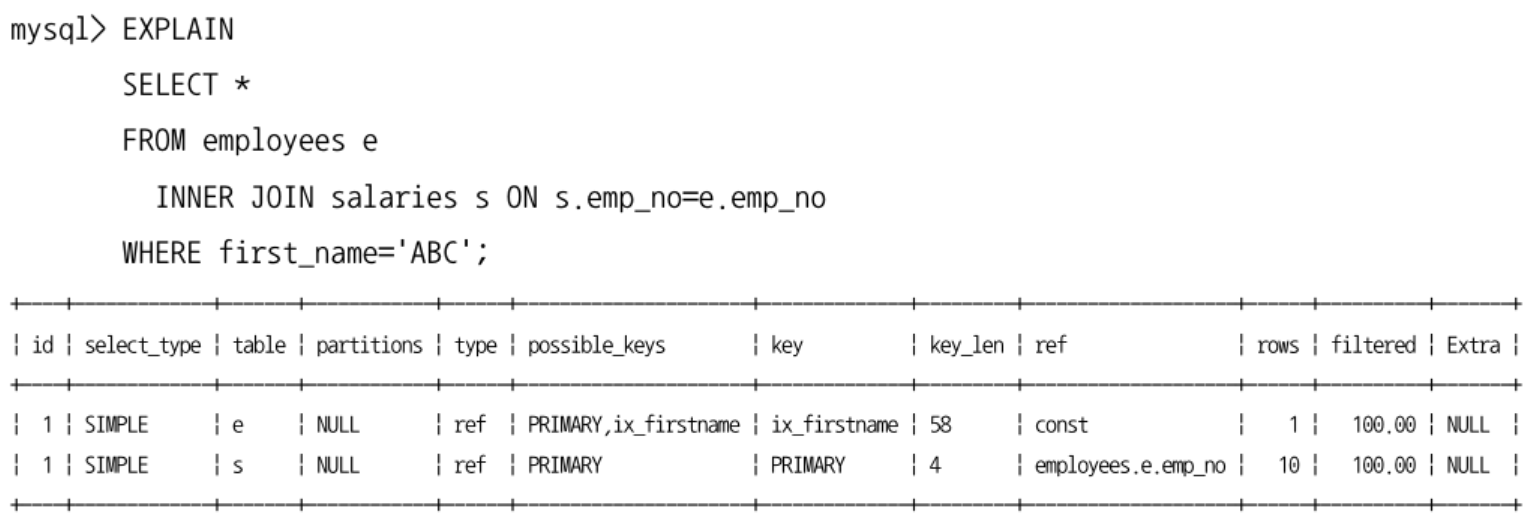 mysql> EXPLAIN
SELECT *
FROM employees e
INNER JOIN salaries s ON s.emp_no=e.emp_no
WHERE first_name='ABC';
+----+-------------+-------+------------+------+----------------------+--------------+---------+--------------------+------+----------+-------+
| id | select_type | table | partitions | type | possible_keys | key | key_len | ref | rows | filtered | Extra |
+----+-------------+-------+------------+------+----------------------+--------------+---------+--------------------+------+----------+-------+
| 1 | SIMPLE | e | NULL | ref | PRIMARY,ix_firstname | ix_firstname | 58 | const | 1 | 100.00 | NULL |
| 1 | SIMPLE | s | NULL | ref | PRIMARY | PRIMARY | 4 | employees.e.emp_no | 10 | 100.00 | NULL |
+----+-------------+-------+------------+------+----------------------+--------------+---------+--------------------+------+----------+-------+